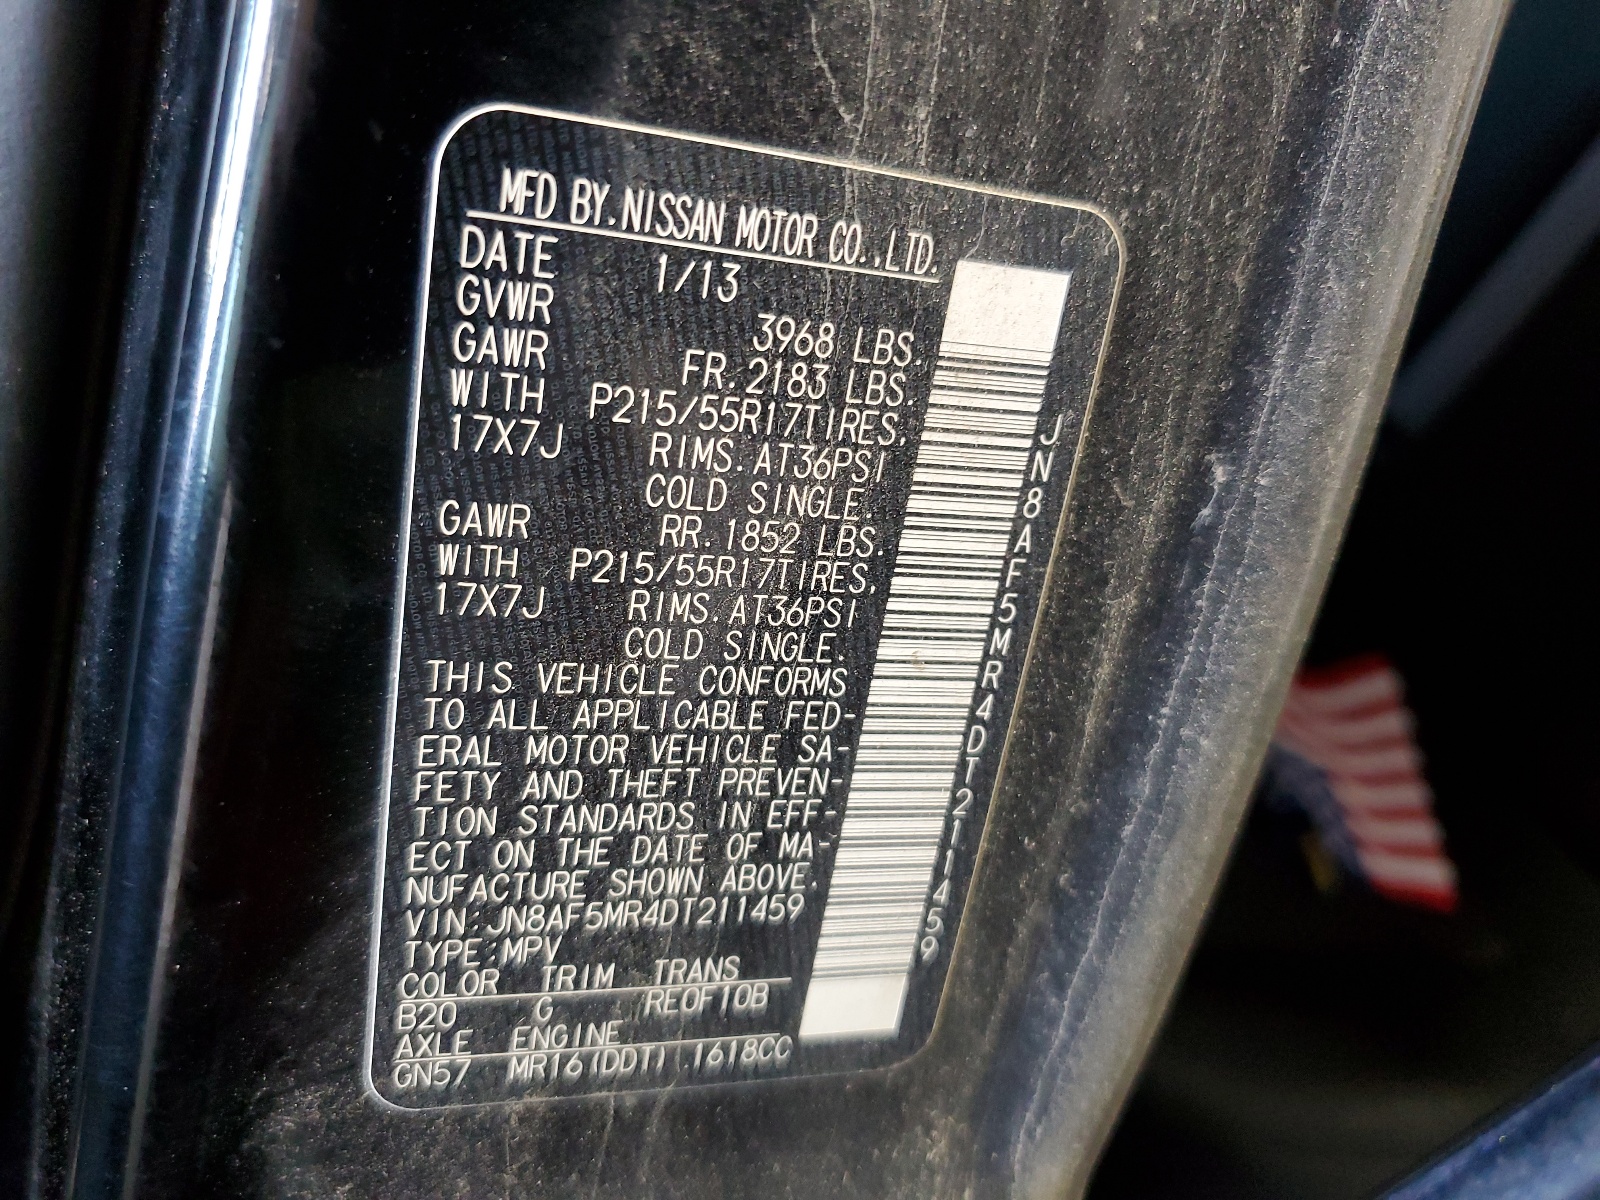 MFD BY. NISSAN MOTOR CO., LTD.
DATE 1/13
GVWR 3968 LBS.
GAWR FR. 2183 LBS.
WITH P215/55R17TIRES.
17X7J RIMS. AT36PSI
COLD SINGLE
GAWR RR. 1852 LBS.
WITH P215/55R17TIRES.
17X7J RIMS. AT36PSI
COLD SINGLE.
THIS VEHICLE CONFORMS
TO ALL APPLICABLE FED-
ERAL MOTOR VEHICLE SA-
FETY AND THEFT PREVEN-
TION STANDARDS IN EFF-
ECT ON THE DATE OF MA-
NUFACTURE SHOWN ABOVE.
VIN:JN8AF5MR4DT211459
TYPE:MPV
COLOR TRIM TRANS
B20 G RE0F10B
AXLE ENGINE
GN57 MR16(DDT) 1618CC
JN8AF5MR4DT211459